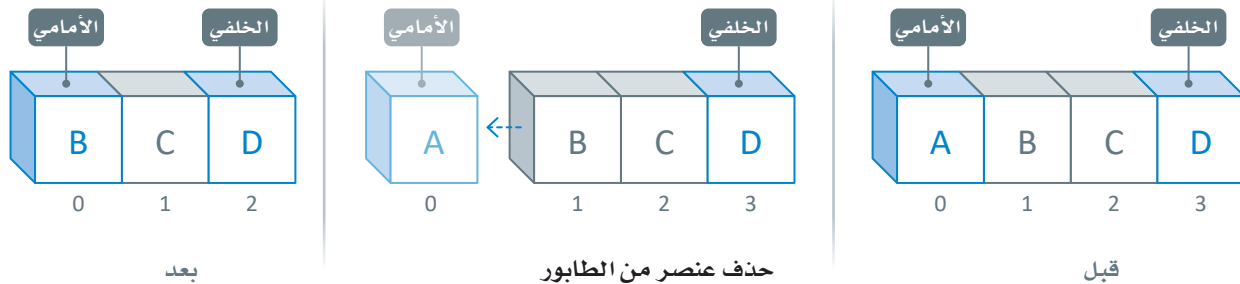 الخلفي
الأمامي
A B C D
0 1 2 3
قبل
الخلفي
الأمامي
A B C D
0 1 2 3
حذف عنصر من الطابور
الخلفي
الأمامي
B C D
0 1 2
بعد